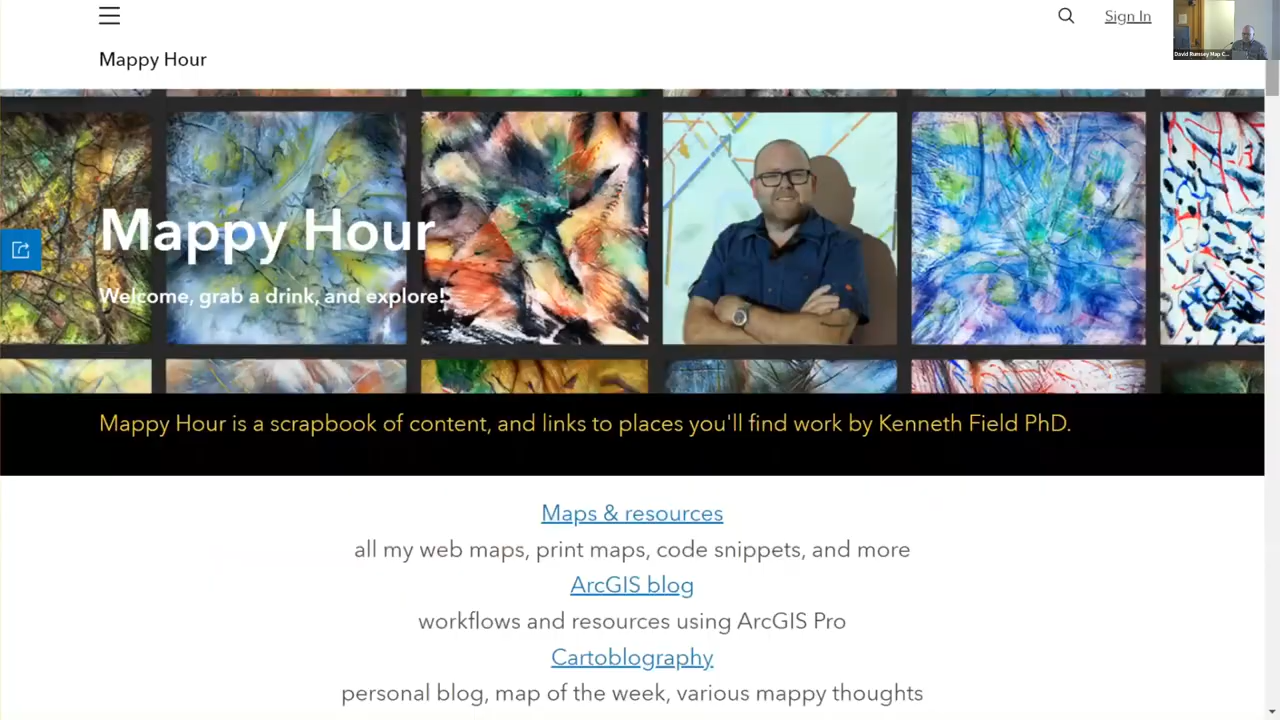 Sign In
David Rumsey Map C...
Mappy Hour
Mappy Hour
Welcome, grab a drink, and explore!
Mappy Hour is a scrapbook of content, and links to places you'll find work by Kenneth Field PhD.
Maps & resources
all my web maps, print maps, code snippets, and more
ArcGIS blog
workflows and resources using ArcGIS Pro
Cartoblography
personal blog, map of the week, various mappy thoughts